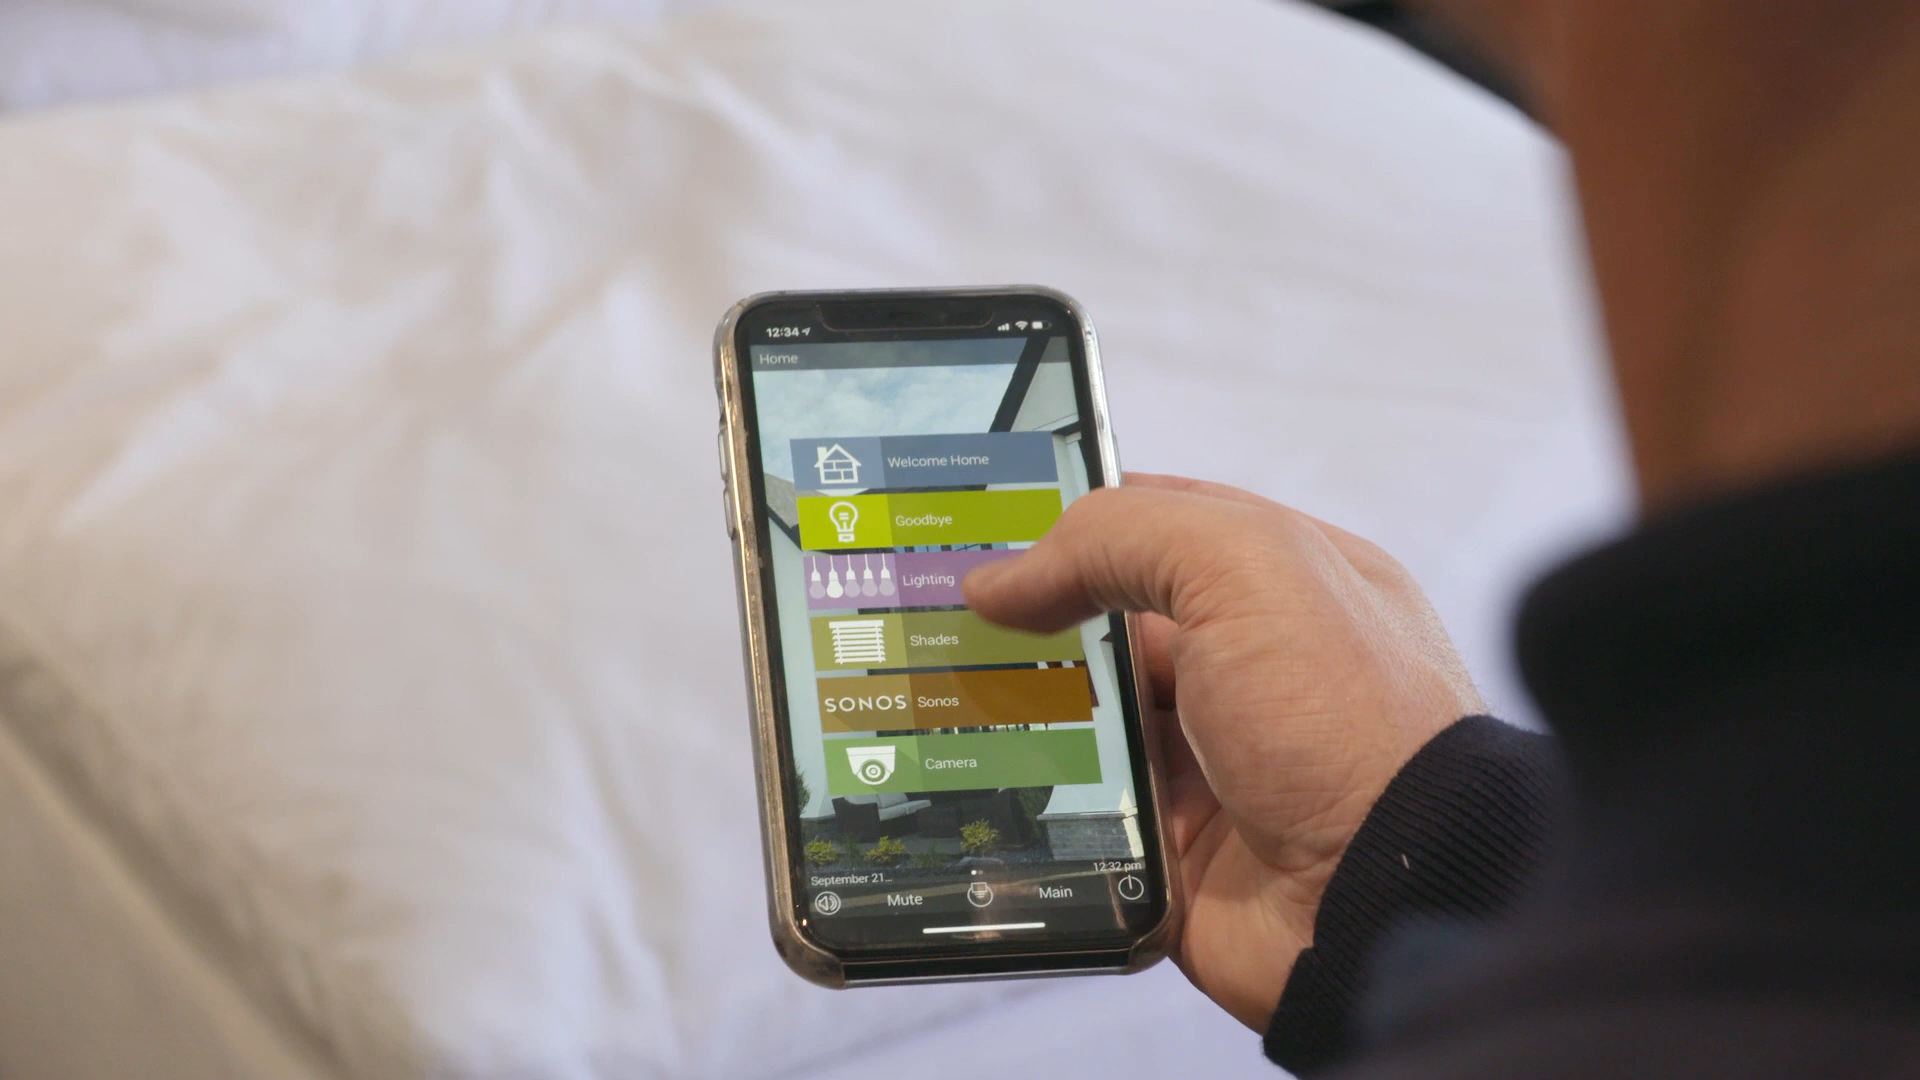 12:34
Home
Welcome Home
Goodbye
Lighting
Shades
SONOS Sonos
Camera
September 21... 12:32 pm
Mute Main